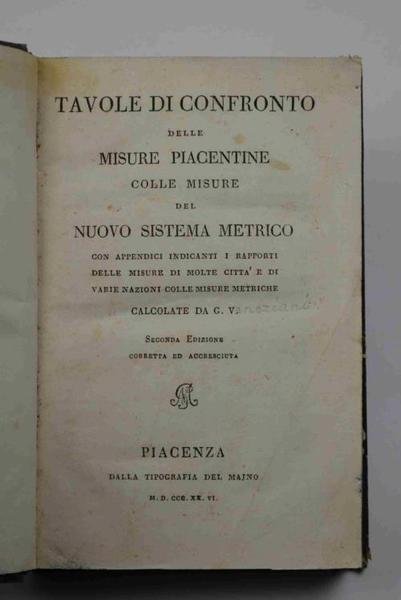 TAVOLE DI CONFRONTO
DELLE
MISURE PIACENTINE
COLLE MISURE
DEL
NUOVO SISTEMA METRICO
CON APPENDICI INDICANTI I RAPPORTI
DELLE MISURE DI MOLTE CITTA' E DI
VARIE NAZIONI COLLE MISURE METRICHE
CALCOLATE DA G. V.
SECONDA EDIZIONE
CORRETTA ED ACCRESCIUTA
PIACENZA
DALLA TIPOGRAFIA DEL MAJNO
M. D. CCC. XX. VI.